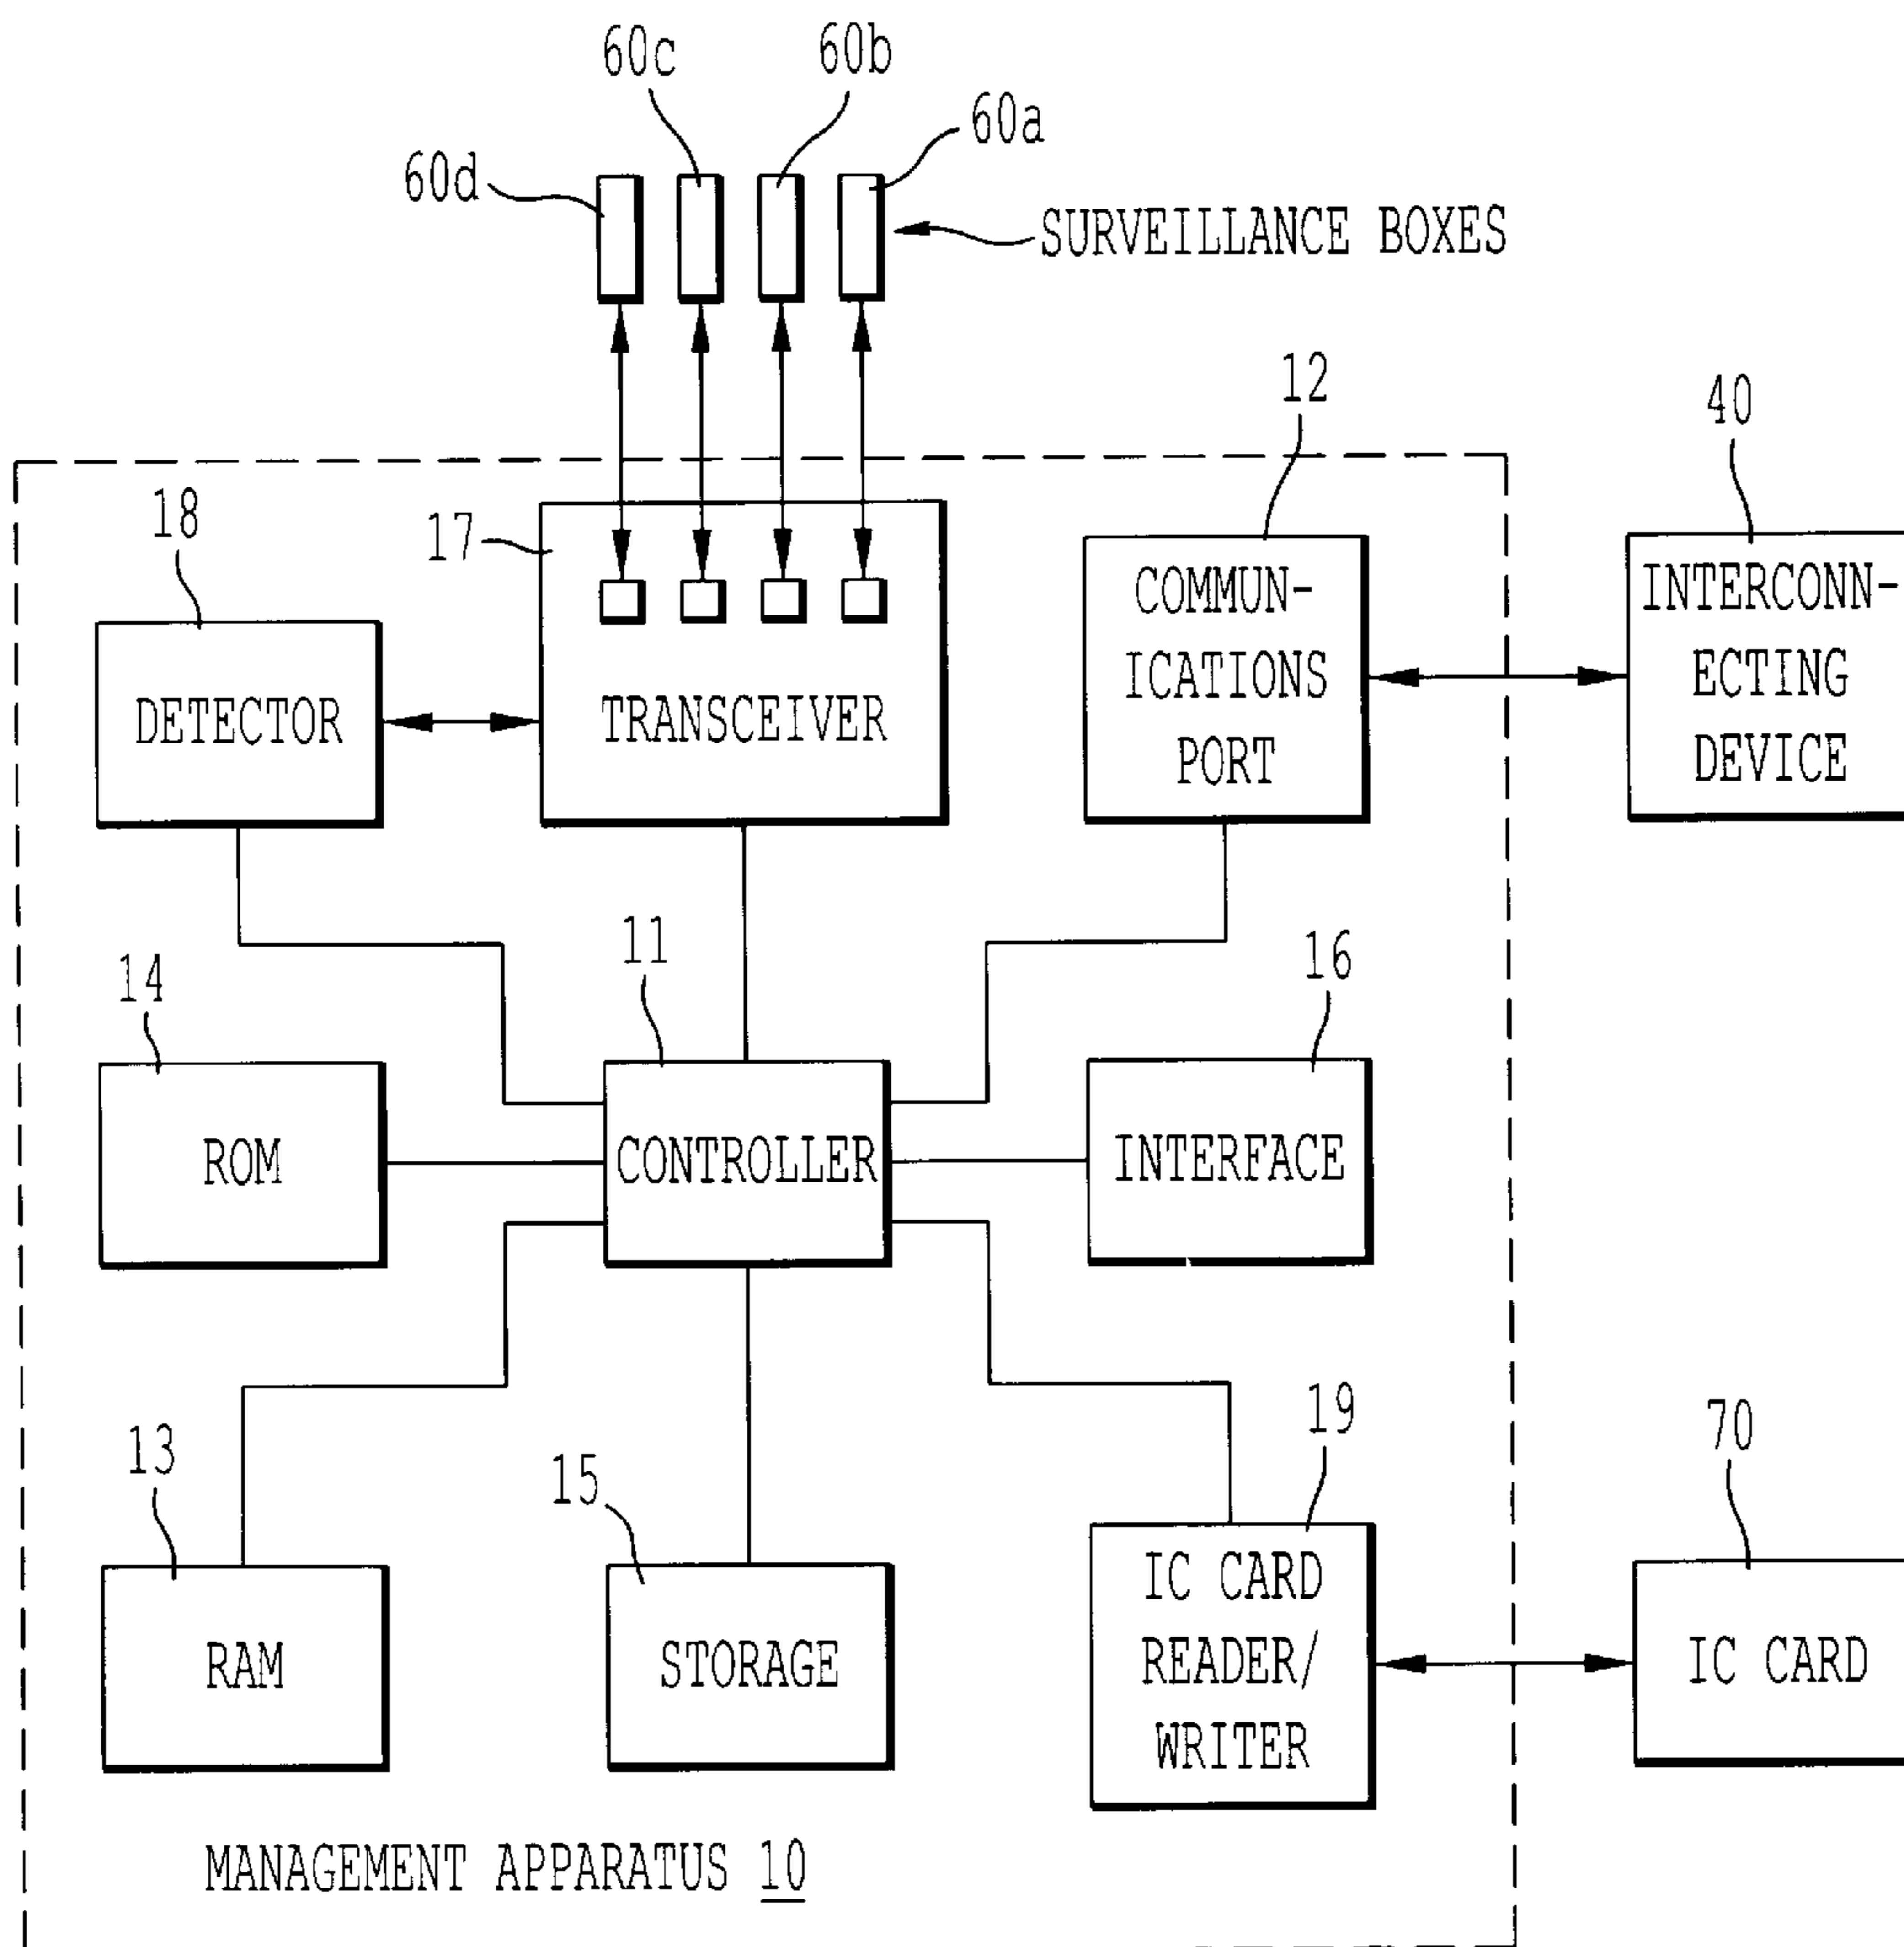 60c
60b
60a
60d
SURVEILLANCE BOXES
12
40
18
17
COMMUN-
ICATIONS
PORT
INTERCONN-
ECTING
DEVICE
DETECTOR
TRANSCEIVER
11
14
16
ROM
CONTROLLER
INTERFACE
13
15
19
70
RAM
STORAGE
IC CARD
READER/
WRITER
IC CARD
MANAGEMENT APPARATUS 10